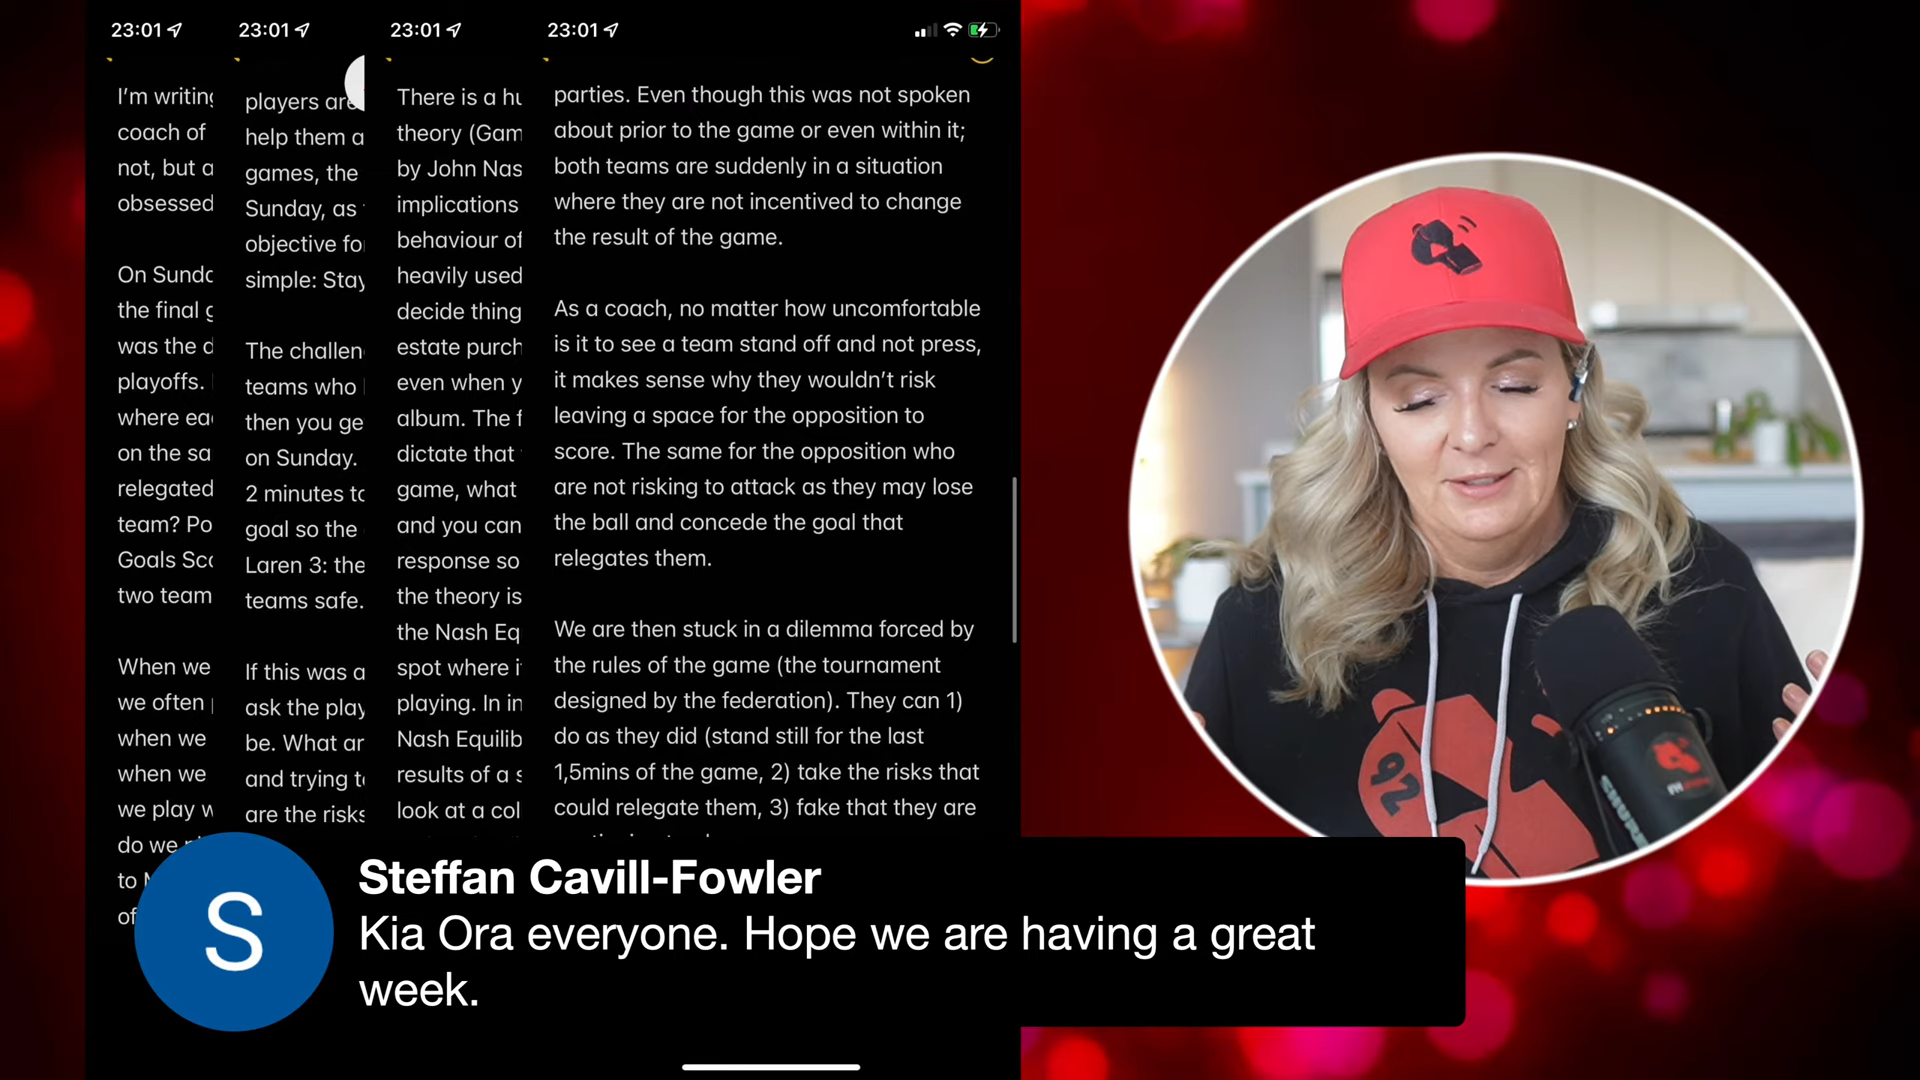 23:01
I'm writing
coach of
not, but a
obsessed
On Sunda
the final g
was the d
playoffs.
where ea
on the sa
relegated
team? Po
Goals Sco
two team
When we
we often
when we
when we
we play w
do we
to
of
23:01
players are
help them a
games, the
Sunday, as
objective fo
simple: Stay
The challen
teams who
then you ge
on Sunday.
2 minutes to
goal so the
Laren 3: the
teams safe.
If this was a
ask the play
be. What ar
and trying to
are the risks
23:01
There is a hu
theory (Gam
by John Nas
implications
behaviour of
heavily used
decide thing
estate purch
even when y
album. The f
dictate that
game, what
and you can
response so
the theory is
the Nash Eq
spot where i
playing. In in
Nash Equilib
results of a s
look at a col
23:01
parties. Even though this was not spoken
about prior to the game or even within it;
both teams are suddenly in a situation
where they are not incentived to change
the result of the game.
As a coach, no matter how uncomfortable
is it to see a team stand off and not press,
it makes sense why they wouldn't risk
leaving a space for the opposition to
score. The same for the opposition who
are not risking to attack as they may lose
the ball and concede the goal that
relegates them.
We are then stuck in a dilemma forced by
the rules of the game (the tournament
designed by the federation). They can 1)
do as they did (stand still for the last
1,5mins of the game, 2) take the risks that
could relegate them, 3) fake that they are
S
Steffan Cavill-Fowler
Kia Ora everyone. Hope we are having a great
week.
92